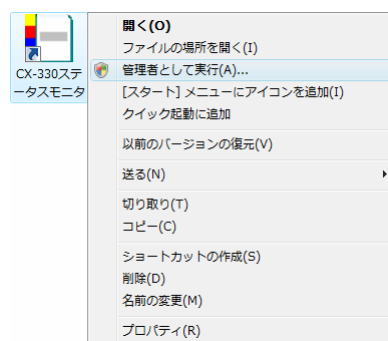 CX-330ステ
ータスモニタ
開く(O)
ファイルの場所を開く(I)
管理者として実行(A)...
[スタート] メニューにアイコンを追加(I)
クイック起動に追加
以前のバージョンの復元(V)
送る(N)
切り取り(T)
コピー(C)
ショートカットの作成(S)
削除(D)
名前の変更(M)
プロパティ(R)